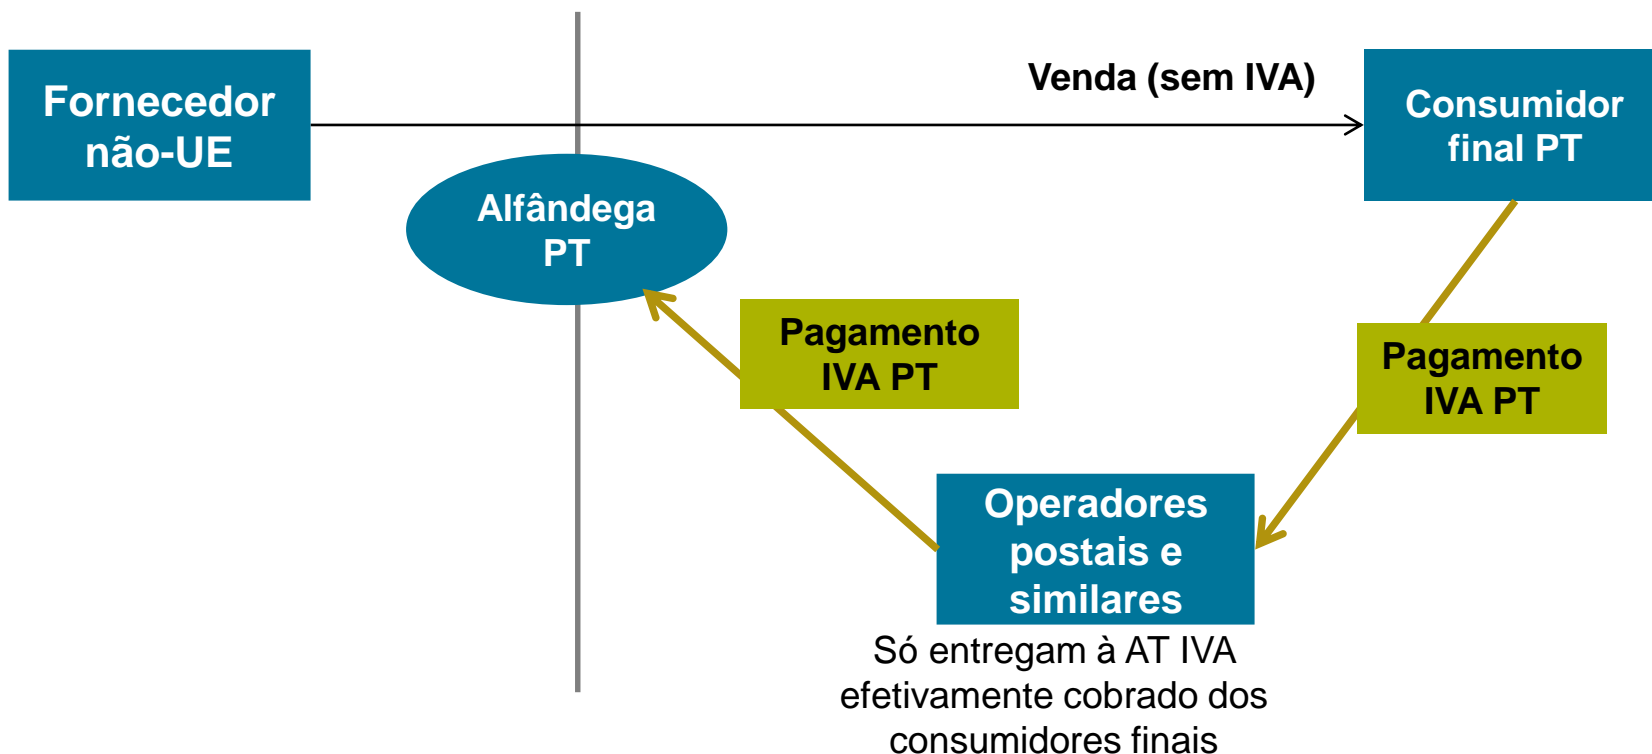 Fornecedor
não-UE
Venda (sem IVA)
Consumidor
final PT
Alfândega
PT
Pagamento
IVA PT
Pagamento
IVA PT
Operadores
postais e
similares
Só entregam à AT IVA
efetivamente cobrado dos
consumidores finais